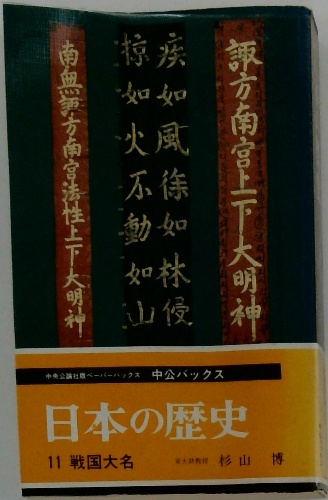 諏方南宮上下大明神
疾如風徐如林侵
掠如火不動如山
南無諏方南宮法性上下大明神
中央公論社版ペーパーバックス 中公バックス
日本の歴史
11 戦国大名
東大助教授 杉山 博